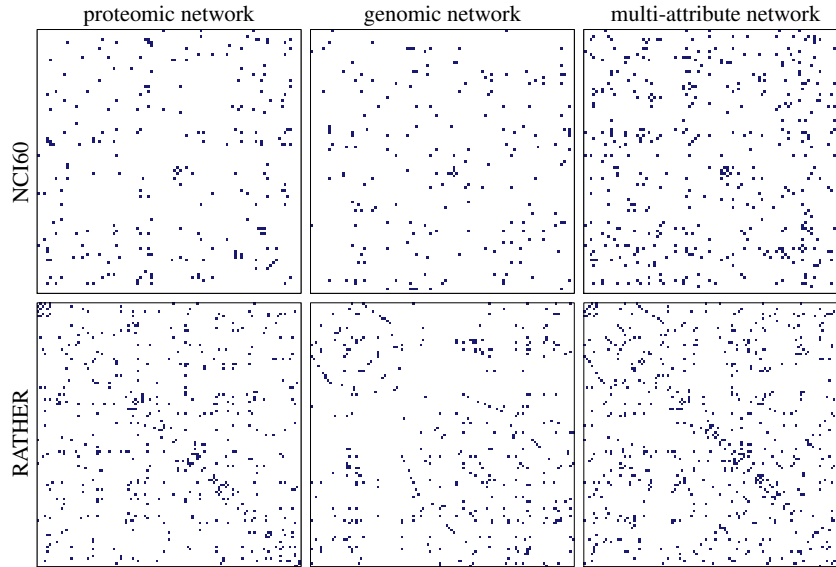 proteomic network
genomic network
multi-attribute network
NCI60
RATHER